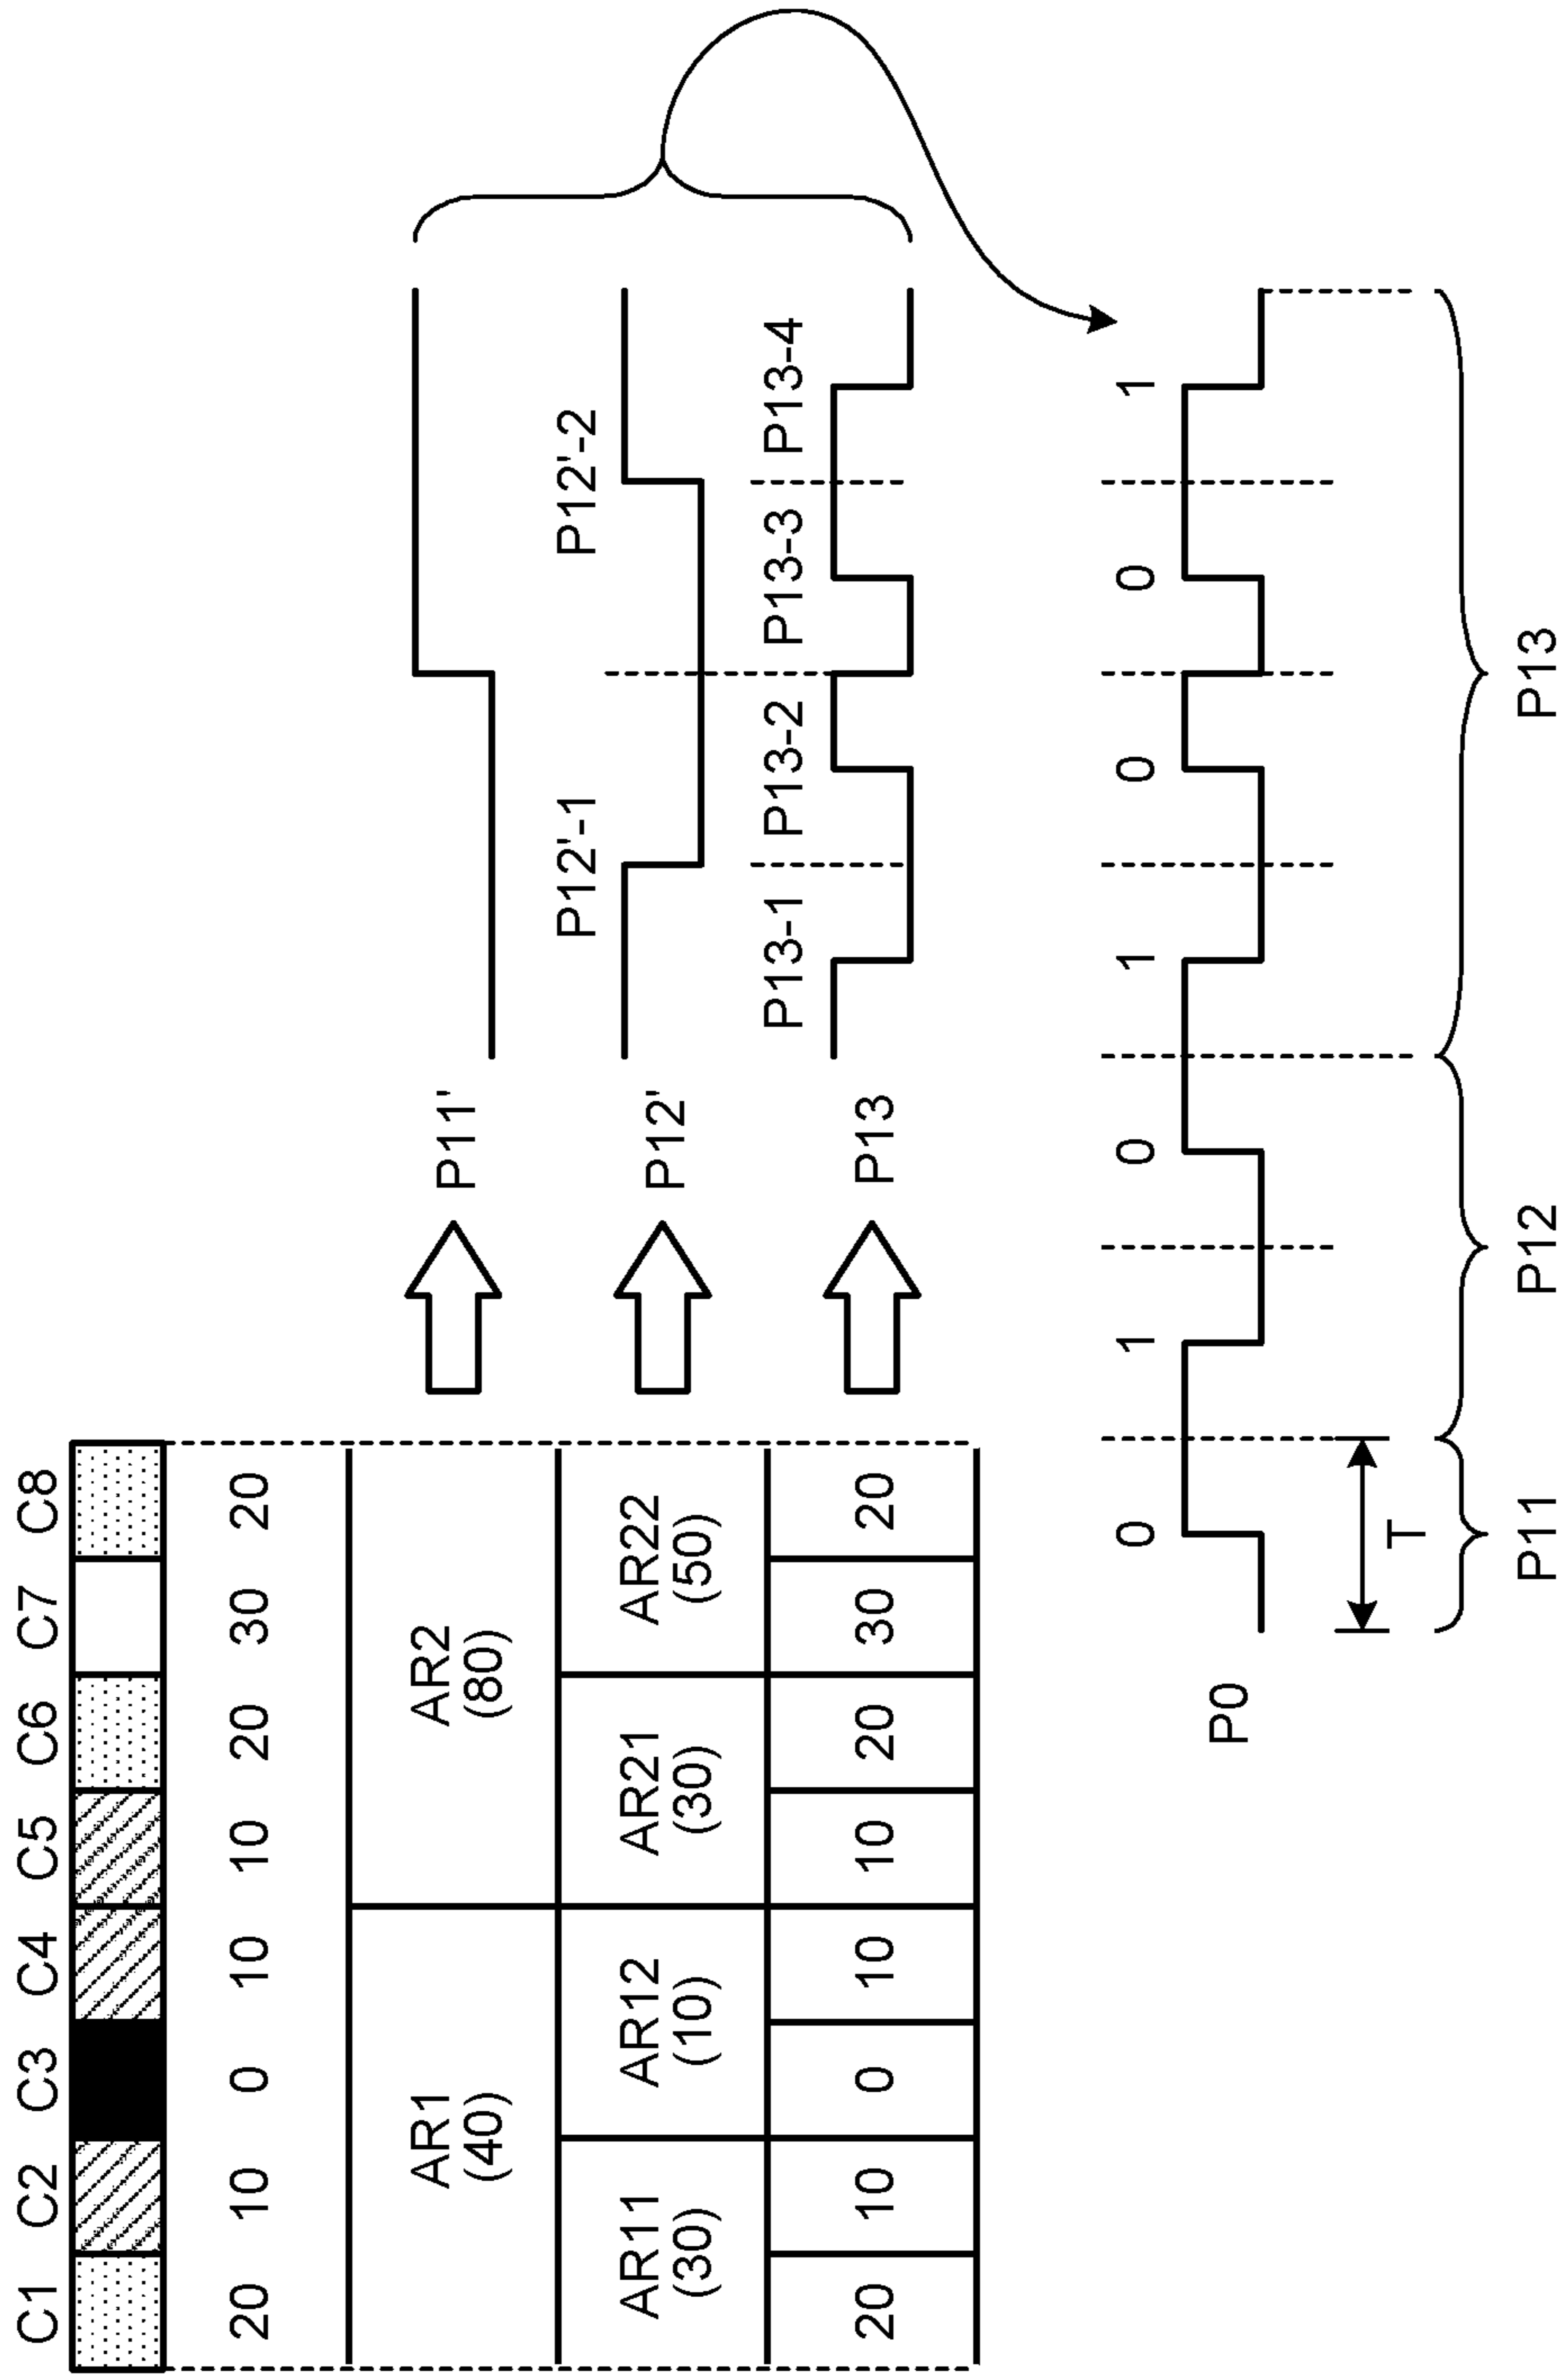 C1 C2 C3 C4 C5 C6 C7 C8
20 10 0 10 10 20 30 20
AR1 (40)
AR2 (80)
P11'
AR11 (30)
AR12 (10)
AR21 (30)
AR22 (50)
P12'
P12'-1
P12'-2
20 10 0 10 10 20 30 20
P13
P13-1
P13-2
P13-3
P13-4
P0
0 1 0 1 0 0 1
T
P11
P12
P13